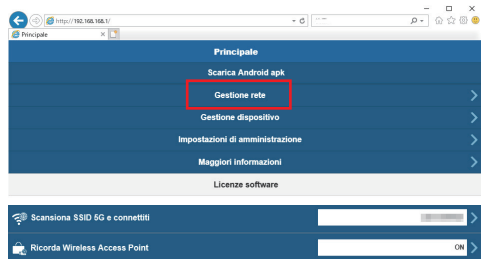 http://192.168.168.1/
Principale
Principale
Scarica Android apk
Gestione rete
Gestione dispositivo
Impostazioni di amministrazione
Maggiori informazioni
Licenze software
Scansiona SSID 5G e connettiti
Ricorda Wireless Access Point ON